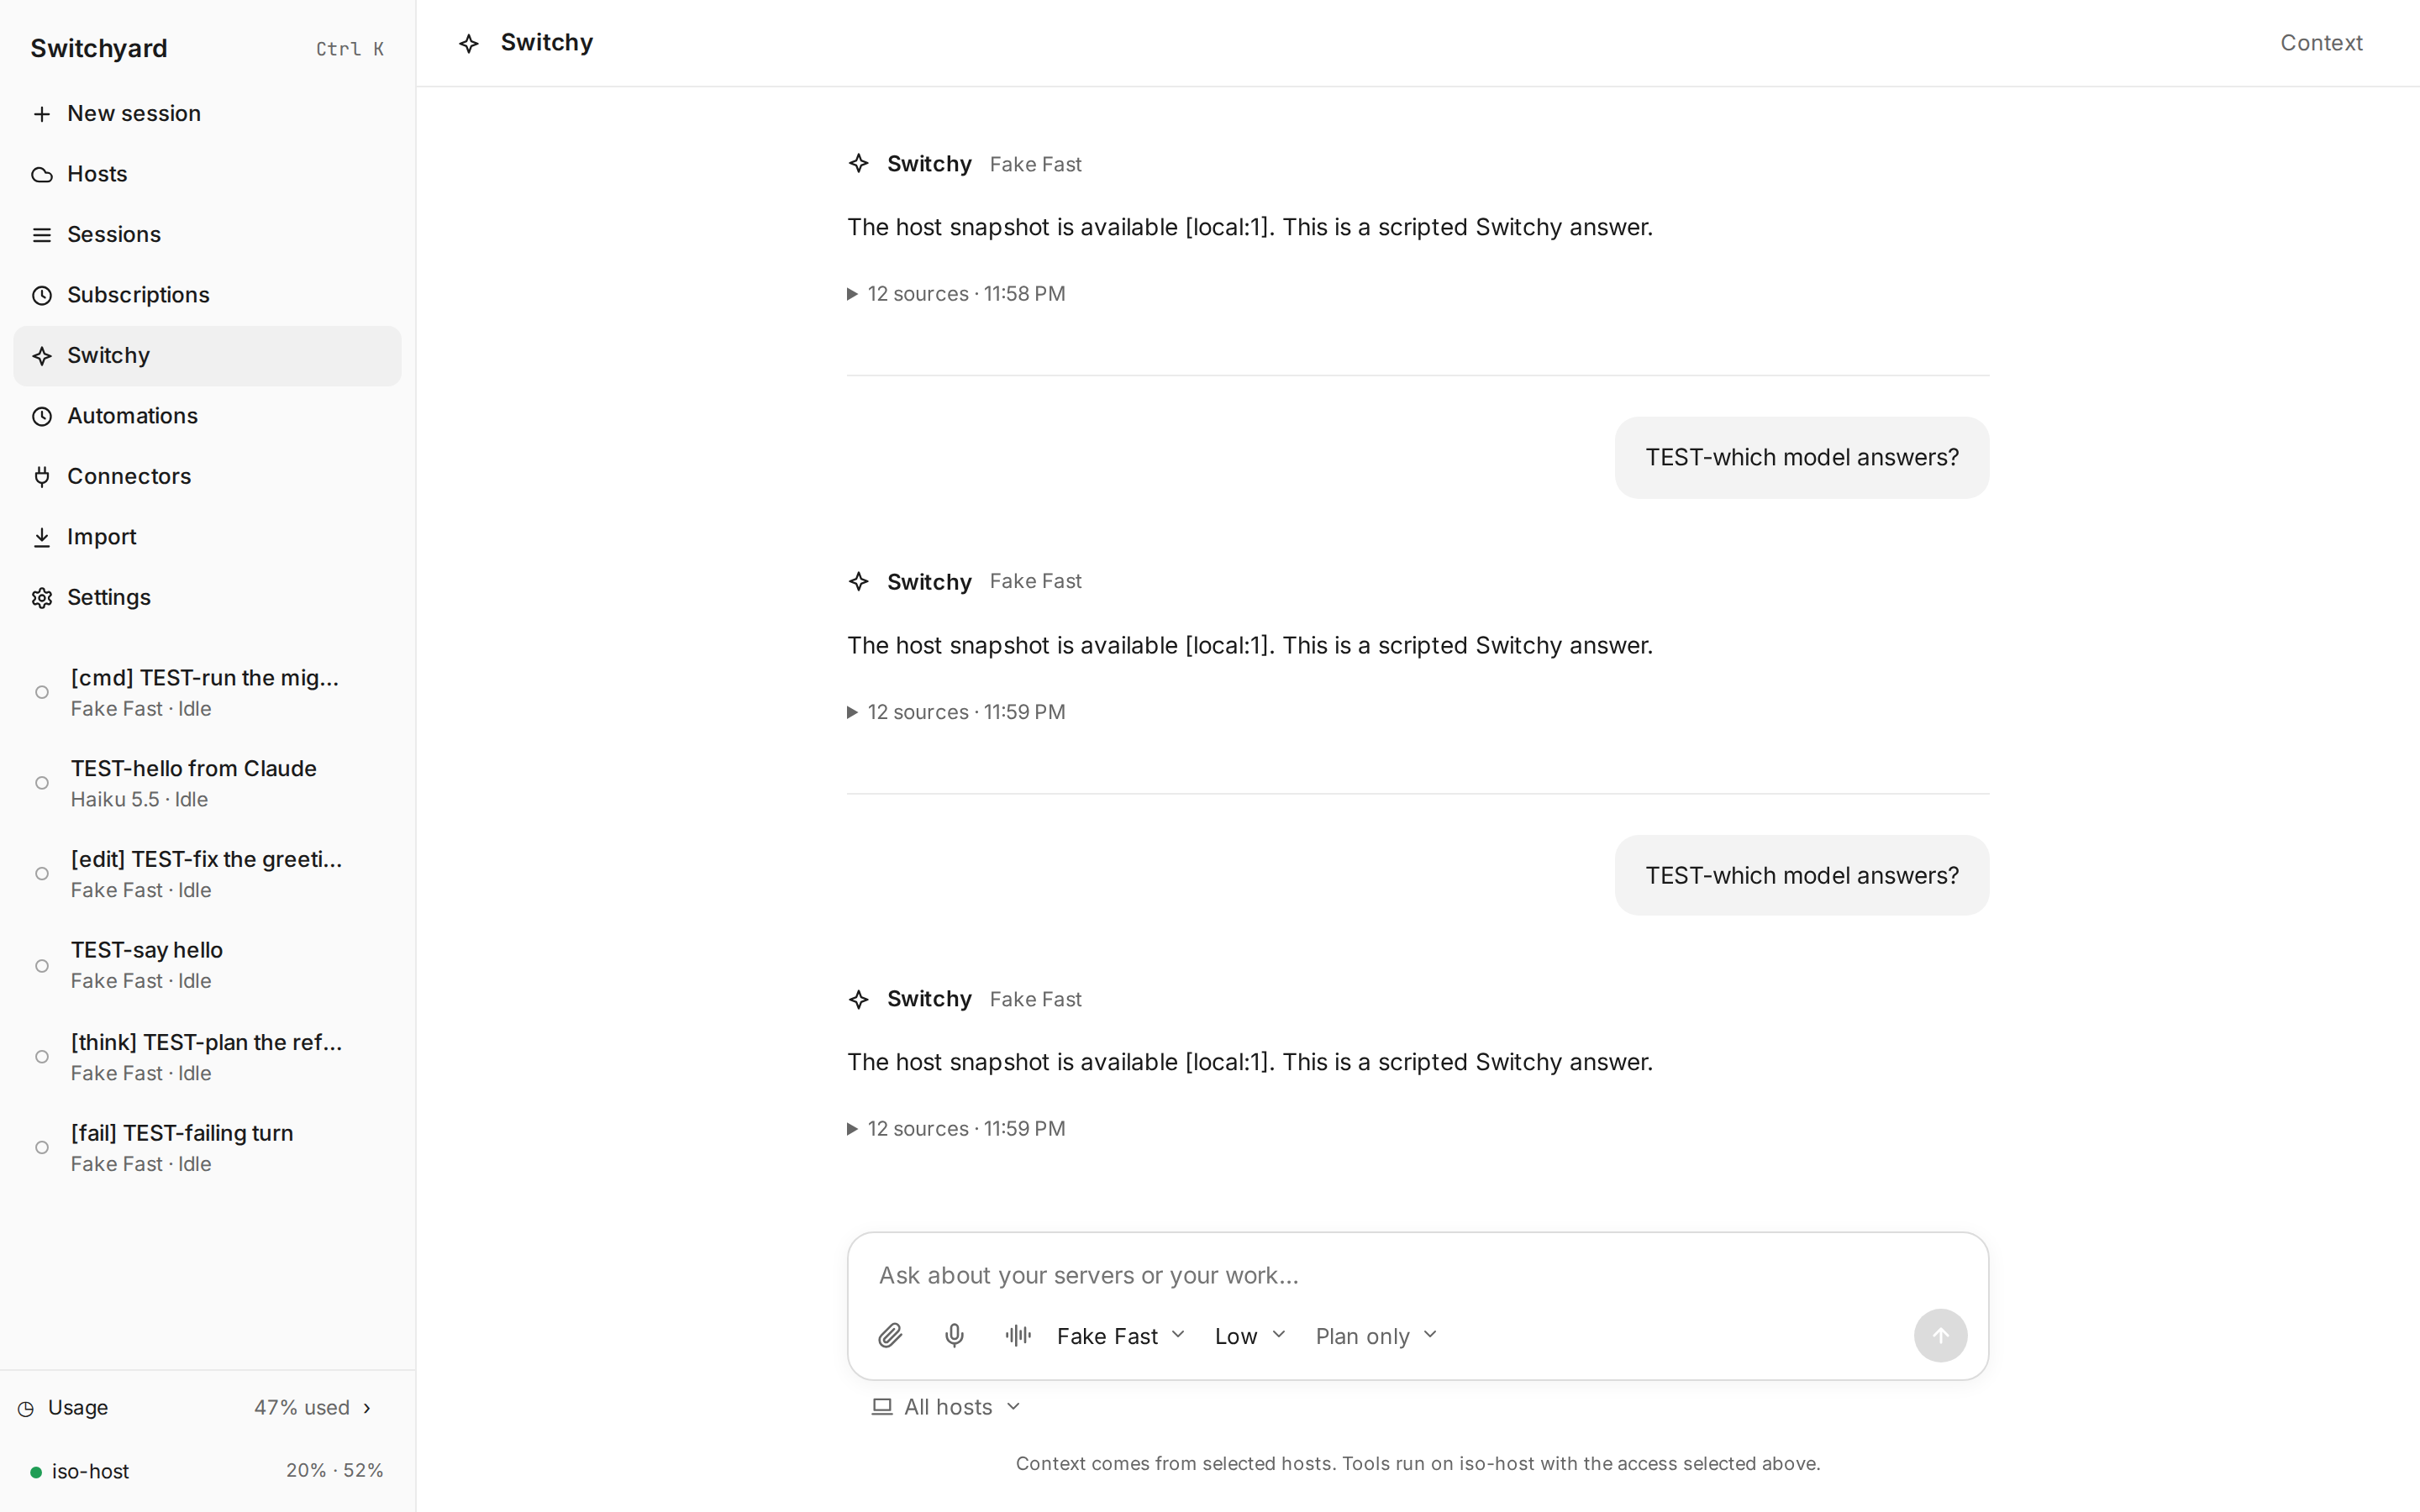 Switchyard
Ctrl K
New session
Hosts
Sessions
Subscriptions
Switchy
Automations
Connectors
Import
Settings
[cmd] TEST-run the mig...
Fake Fast · Idle
TEST-hello from Claude
Haiku 5.5 · Idle
[edit] TEST-fix the greeti...
Fake Fast · Idle
TEST-say hello
Fake Fast · Idle
[think] TEST-plan the ref...
Fake Fast · Idle
[fail] TEST-failing turn
Fake Fast · Idle
Usage
47% used
iso-host
20% · 52%
Switchy
Context
Switchy Fake Fast
The host snapshot is available [local:1]. This is a scripted Switchy answer.
12 sources · 11:58 PM
TEST-which model answers?
Switchy Fake Fast
The host snapshot is available [local:1]. This is a scripted Switchy answer.
12 sources · 11:59 PM
TEST-which model answers?
Switchy Fake Fast
The host snapshot is available [local:1]. This is a scripted Switchy answer.
12 sources · 11:59 PM
Ask about your servers or your work...
Fake Fast Low Plan only
All hosts
Context comes from selected hosts. Tools run on iso-host with the access selected above.